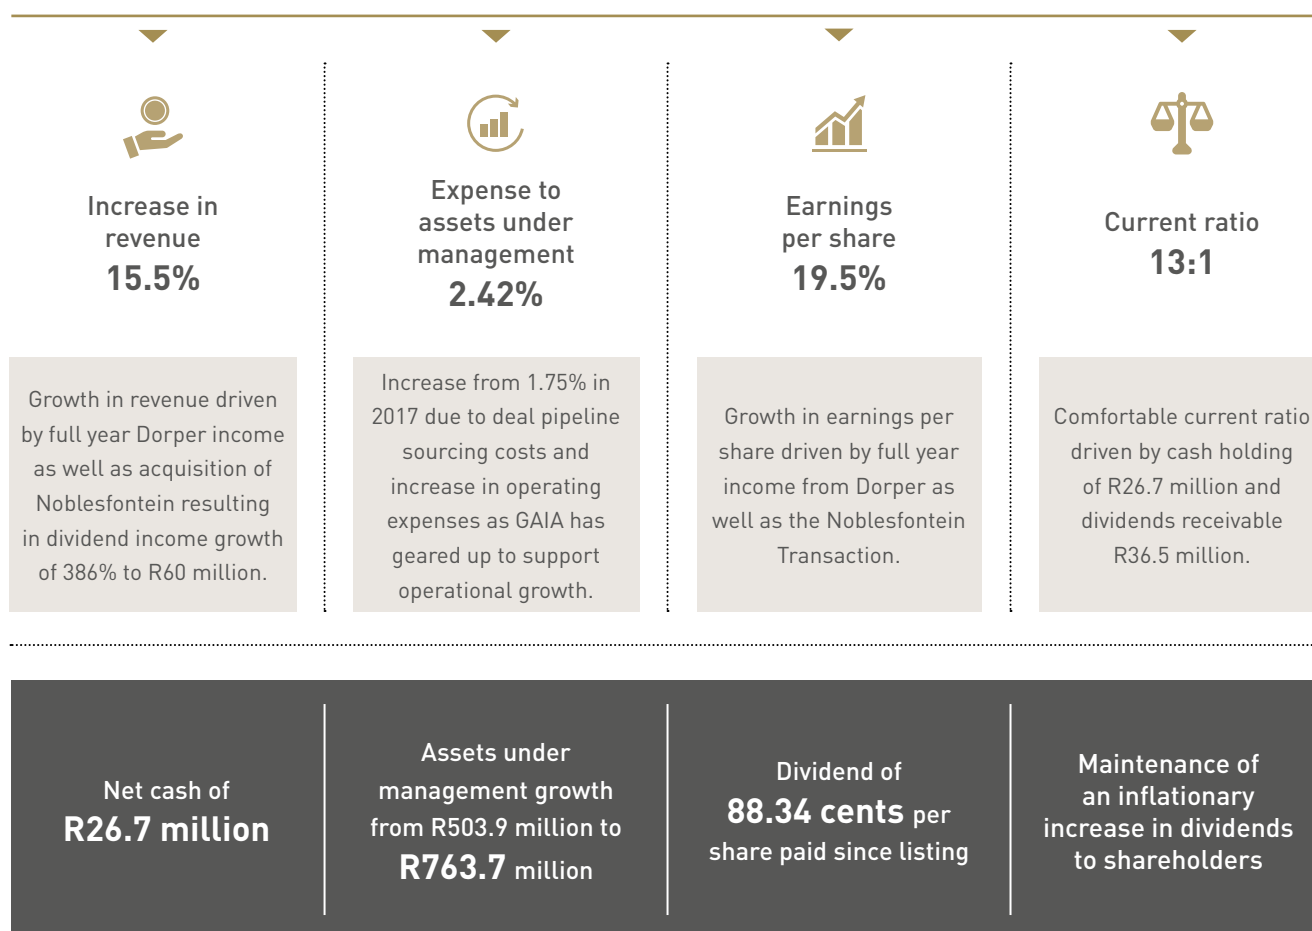 Increase in
revenue
15.5%
Growth in revenue driven
by full year Dorper income
as well as acquisition of
Noblesfontein resulting
in dividend income growth
of 386% to R60 million.
Expense to
assets under
management
2.42%
Increase from 1.75% in
2017 due to deal pipeline
sourcing costs and
increase in operating
expenses as GAIA has
geared up to support
operational growth.
Earnings
per share
19.5%
Growth in earnings per
share driven by full year
income from Dorper as
well as the Noblesfontein
Transaction.
Current ratio
13:1
Comfortable current ratio
driven by cash holding
of R26.7 million and
dividends receivable
R36.5 million.
Net cash of
R26.7 million
Assets under
management growth
from R503.9 million to
R763.7 million
Dividend of
88.34 cents per
share paid since listing
Maintenance of
an inflationary
increase in dividends
to shareholders